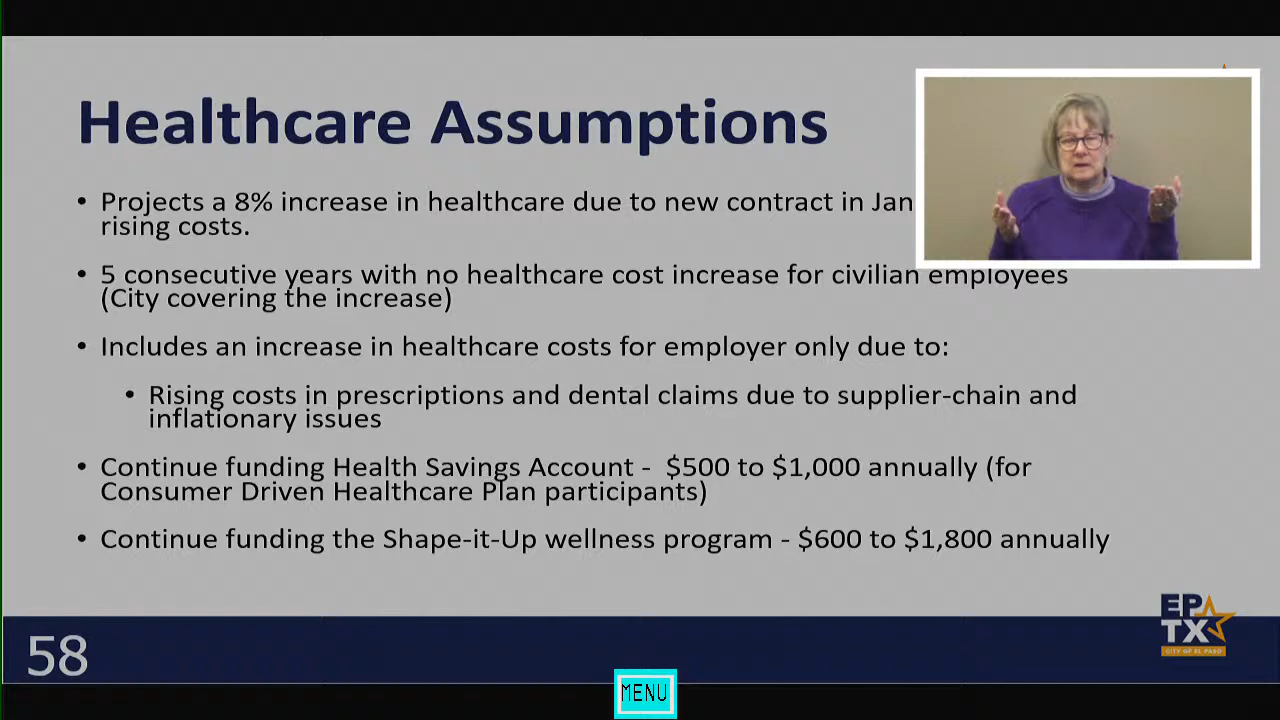 Healthcare Assumptions
• Projects a 8% increase in healthcare due to new contract in Jan
rising costs.
• 5 consecutive years with no healthcare cost increase for civilian employees
(City covering the increase)
• Includes an increase in healthcare costs for employer only due to:
• Rising costs in prescriptions and dental claims due to supplier-chain and
inflationary issues
• Continue funding Health Savings Account - $500 to $1,000 annually (for
Consumer Driven Healthcare Plan participants)
• Continue funding the Shape-it-Up wellness program - $600 to $1,800 annually
58
EP
TX
CITY OF EL PASO
MENU